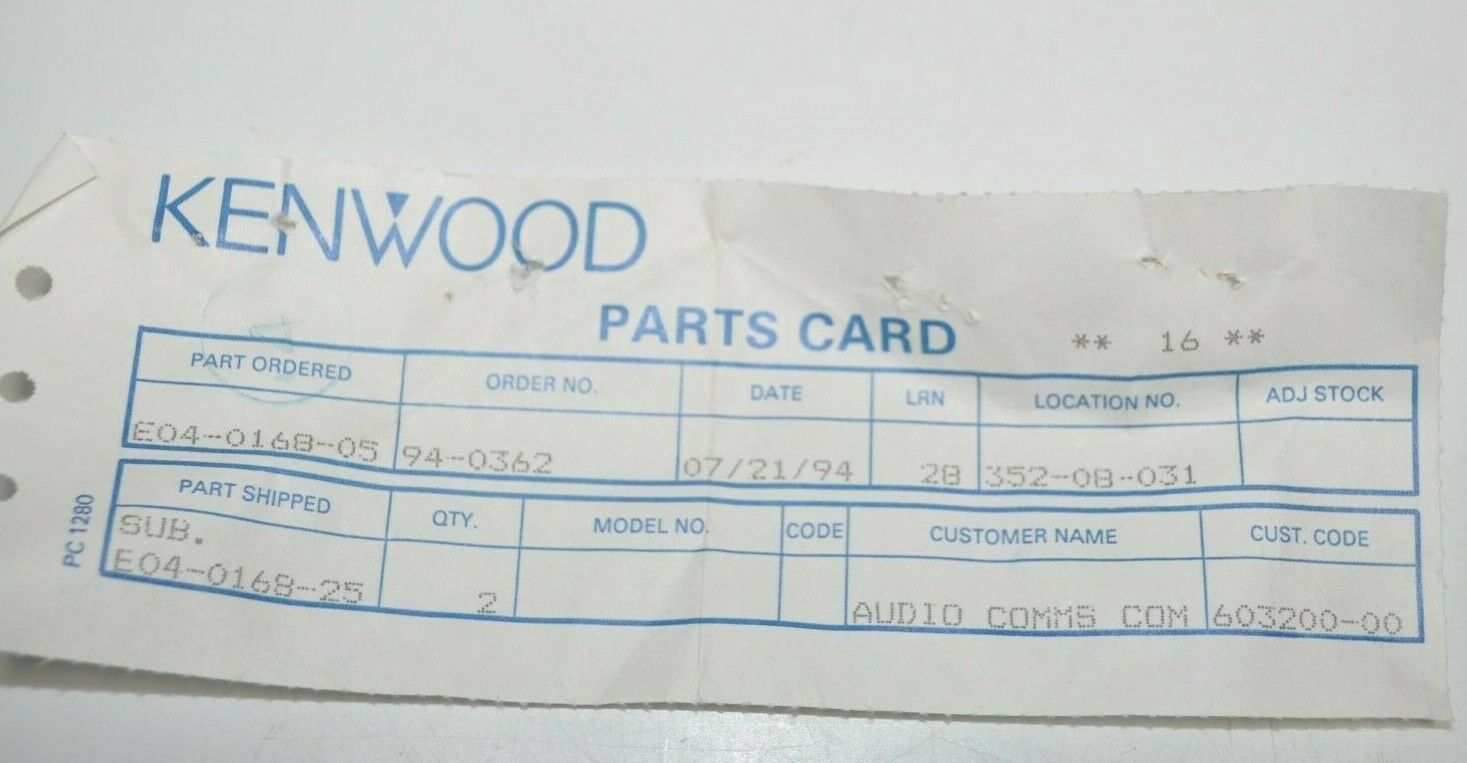 KENWOOD
PARTS CARD ** 16 **
PART ORDERED ORDER NO. DATE LRN LOCATION NO. ADJ STOCK
E04-0168-05 94-0362 07/21/94 28 352-08-031
PART SHIPPED QTY. MODEL NO. CODE CUSTOMER NAME CUST. CODE
SUB.
E04-0168-25 2 AUDIO COMMS COM 603200-00
PC 1280